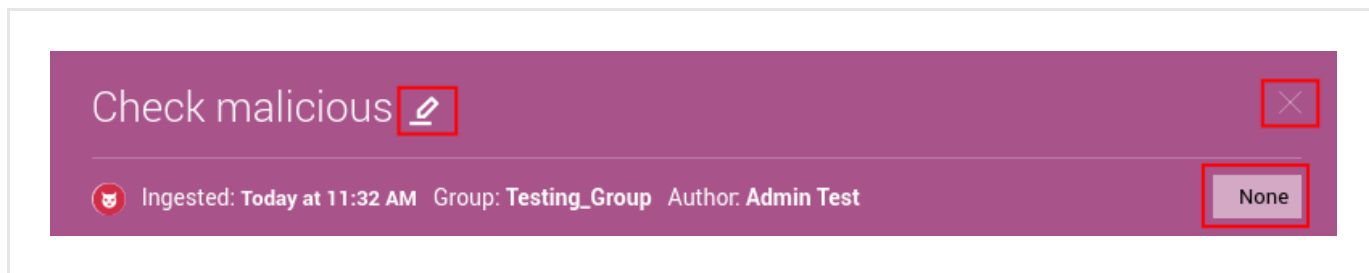 Check malicious
Ingested: Today at 11:32 AM Group: Testing_Group Author: Admin Test
None